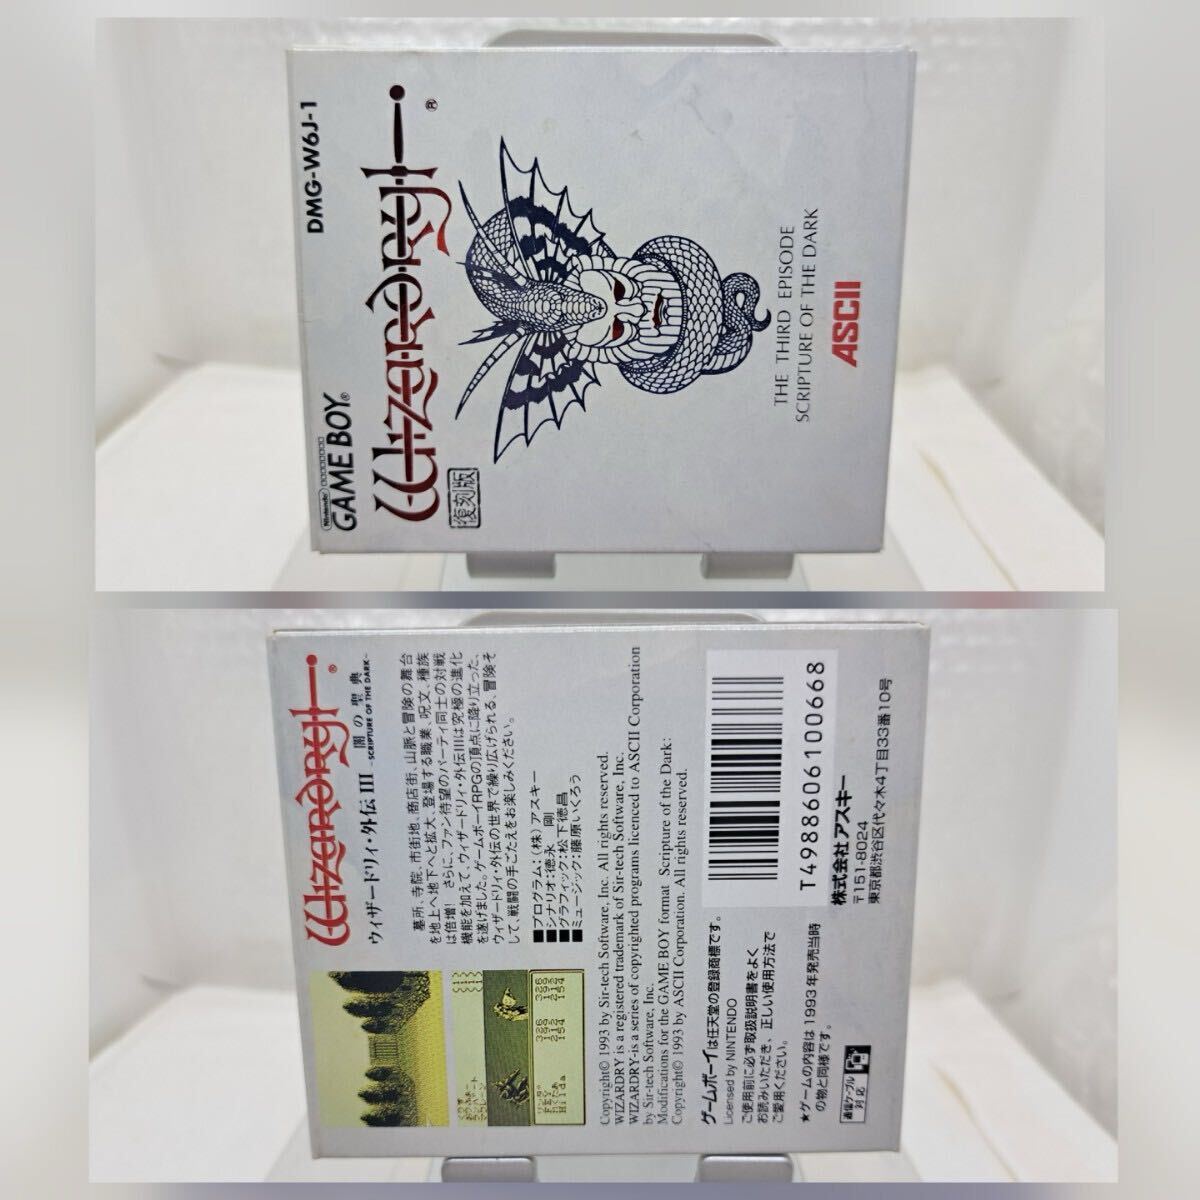 DMG-W6J-1
Nintendo
GAME BOY®
Wizardry®
復刻版
THE THIRD EPISODE
SCRIPTURE OF THE DARK
ASCII
Wizardry®
ウィザードリィ・外伝III 闇の聖典
-SCRIPTURE OF THE DARK-
墓所、寺院、市街地、商店街、山脈と冒険の舞台
を地上へ地下へと拡大、登場する職業、呪文、種族
は倍増! さらに、ファン待望のパーティ同士の対戦
機能を加えて、ウィザードリィ・外伝IIIは究極の進化
を遂げました。ゲームボーイRPGの頂点に降り立った、
ウィザードリィ・外伝の世界で繰り広げられる、冒険そ
して、戦闘の手ごたえをお楽しみください。
■プログラム:(株)アスキー
■シナリオ:徳永 剛
■グラフィック:松下徳昌
■ミュージック:藤原いくろう
Hilda
Copyright© 1993 by Sir-tech Software, Inc. All rights reserved.
WIZARDRY is a registered trademark of Sir-tech Software, Inc.
WIZARDRY-is a series of copyrighted programs licenced to ASCII Corporation
by Sir-tech Software, Inc.
Modifications for the GAME BOY format Scripture of the Dark:
Copyright© 1993 by ASCII Corporation. All rights reserved.
ゲームボーイは任天堂の登録商標です。
Licensed by NINTENDO
ご使用前に必ず取扱説明書をよく
お読みいただき、正しい使用方法で
ご愛用ください。
★ゲームの内容は1993年発売当時
の物と同様です。
通信ケーブル
対応
T4988606100668
株式会社アスキー
〒151-8024
東京都渋谷区代々木4丁目33番10号